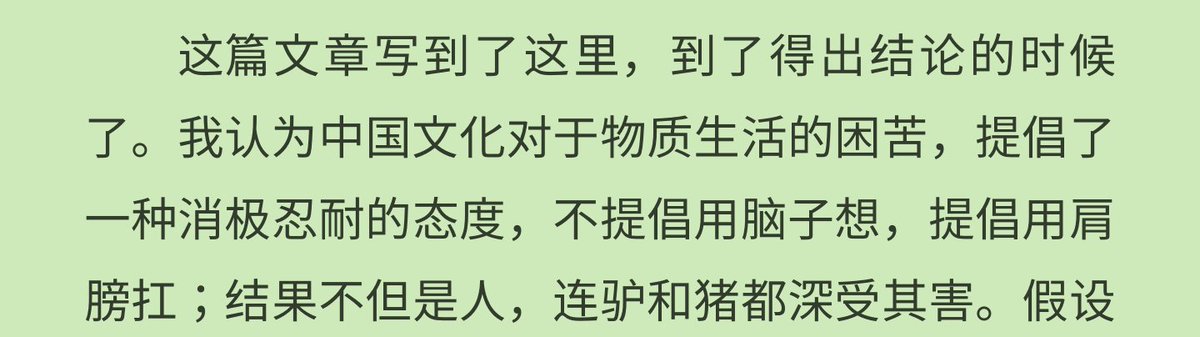 这篇文章写到了这里，到了得出结论的时候
了。我认为中国文化对于物质生活的困苦，提倡了
一种消极忍耐的态度，不提倡用脑子想，提倡用肩
膀扛；结果不但是人，连驴和猪都深受其害。假设